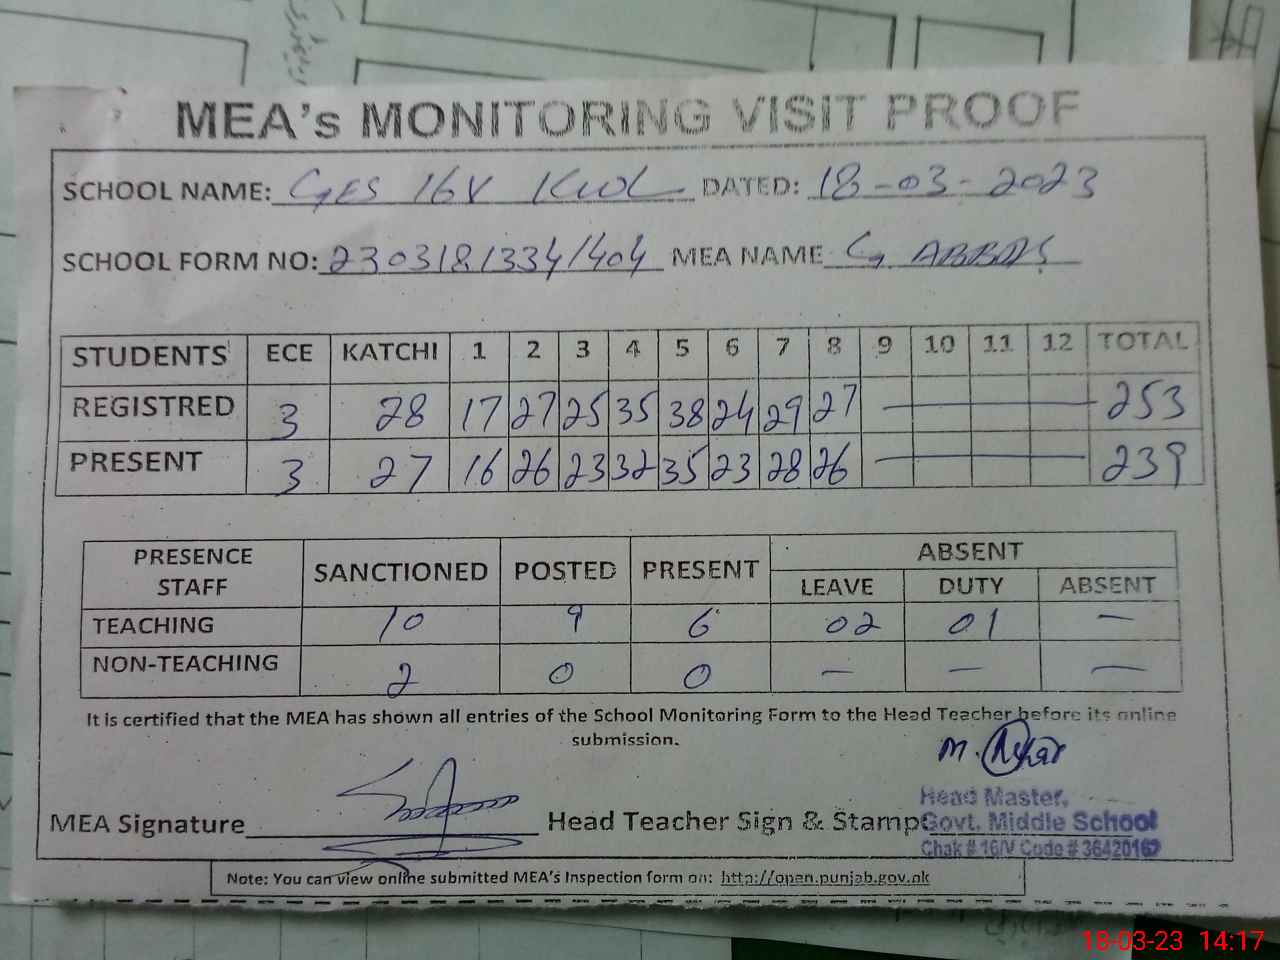 MEA's MONITORING VISIT PROOF
SCHOOL NAME: GES 16V KWL DATED: 18-03-2023
SCHOOL FORM NO: 23031813341404 MEA NAME G ABBAS
STUDENTS ECE KATCHI 1 2 3 4 5 6 7 8 9 10 11 12 TOTAL
REGISTRED 3 28 17 27 25 35 38 24 29 27 — 253
PRESENT 3 27 16 26 23 32 35 23 28 26 — 239
PRESENCE STAFF SANCTIONED POSTED PRESENT ABSENT
LEAVE DUTY ABSENT
TEACHING 10 9 6 02 01 —
NON-TEACHING 2 0 0 — — —
It is certified that the MEA has shown all entries of the School Monitoring Form to the Head Teacher before its online
submission.
MEA Signature Head Teacher Sign & Stamp
Head Master,
Govt. Middle School
Chak # 16/V Code # 36420162
Note: You can view online submitted MEA's Inspection form on: http://open.punjab.gov.pk
18-03-23 14:17